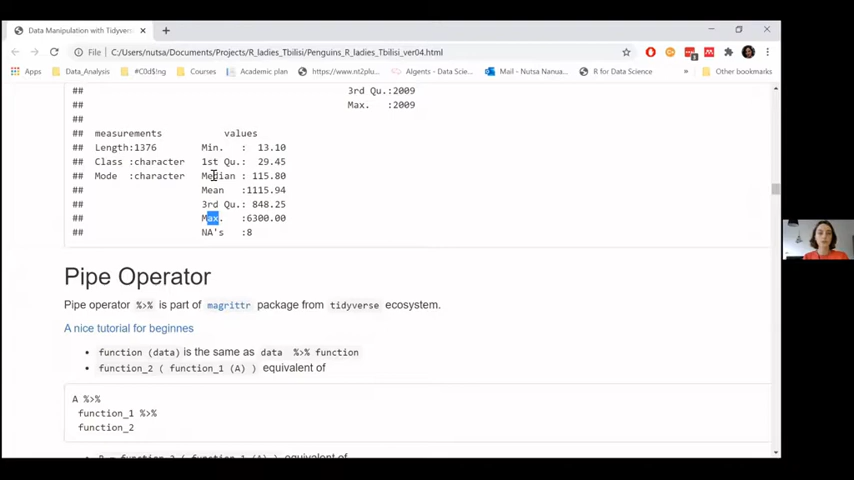 Data Manipulation with Tidyvers
File
C:/Users/nutsa/Documents/Projects/R_ladies_Tbilisi/Penguins_R_ladies_Tbilisi_ver04.html
Apps
Data_Analysis
#C0d$!ng
Courses
Academic plan
https://www.nt2plu...
Algents - Data Scie...
Mail - Nutsa Nanua...
R for Data Science
»
Other bookmarks
## 3rd Qu.:2009
## Max. :2009
##
## measurements values
## Length:1376 Min. : 13.10
## Class :character 1st Qu.: 29.45
## Mode :character Median : 115.80
## Mean :1115.94
## 3rd Qu.: 848.25
## Max. :6300.00
## NA's :8
Pipe Operator
Pipe operator %>% is part of magrittr package from tidyverse ecosystem.
A nice tutorial for beginnes
• function (data) is the same as data %>% function
• function_2 ( function_1 (A) ) equivalent of
A %>%
function_1 %>%
function_2